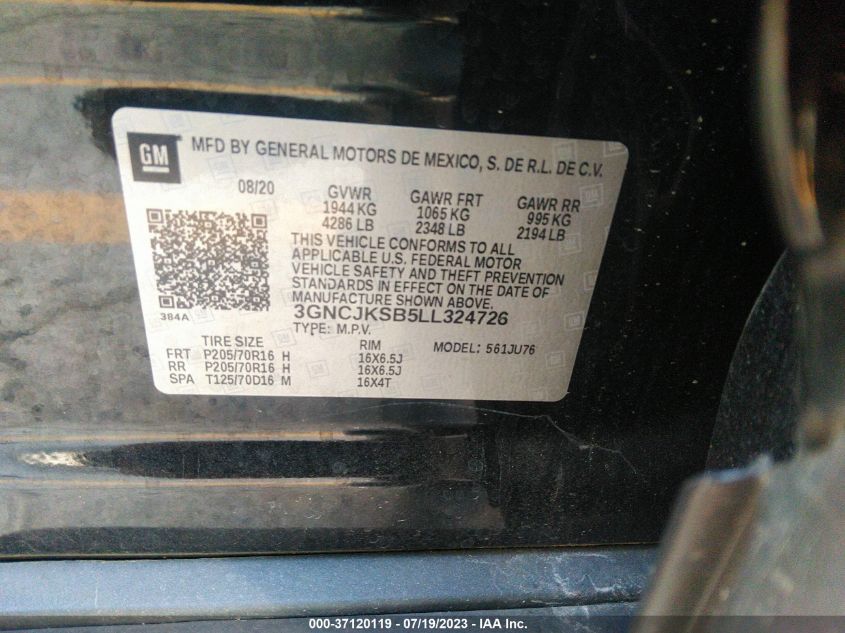 GM
MFD BY GENERAL MOTORS DE MEXICO, S. DE R.L. DE C.V.
08/20 GVWR GAWR FRT GAWR RR
1944 KG 1065 KG 995 KG
4286 LB 2348 LB 2194 LB
THIS VEHICLE CONFORMS TO ALL
APPLICABLE U.S. FEDERAL MOTOR
VEHICLE SAFETY AND THEFT PREVENTION
STANDARDS IN EFFECT ON THE DATE OF
MANUFACTURE SHOWN ABOVE.
384A 3GNCJKSB5LL324726
TYPE: M.P.V.
TIRE SIZE RIM MODEL: 561JU76
FRT P205/70R16 H 16X6.5J
RR P205/70R16 H 16X6.5J
SPA T125/70D16 M 16X4T
000-37120119 - 07/19/2023 - IAA Inc.